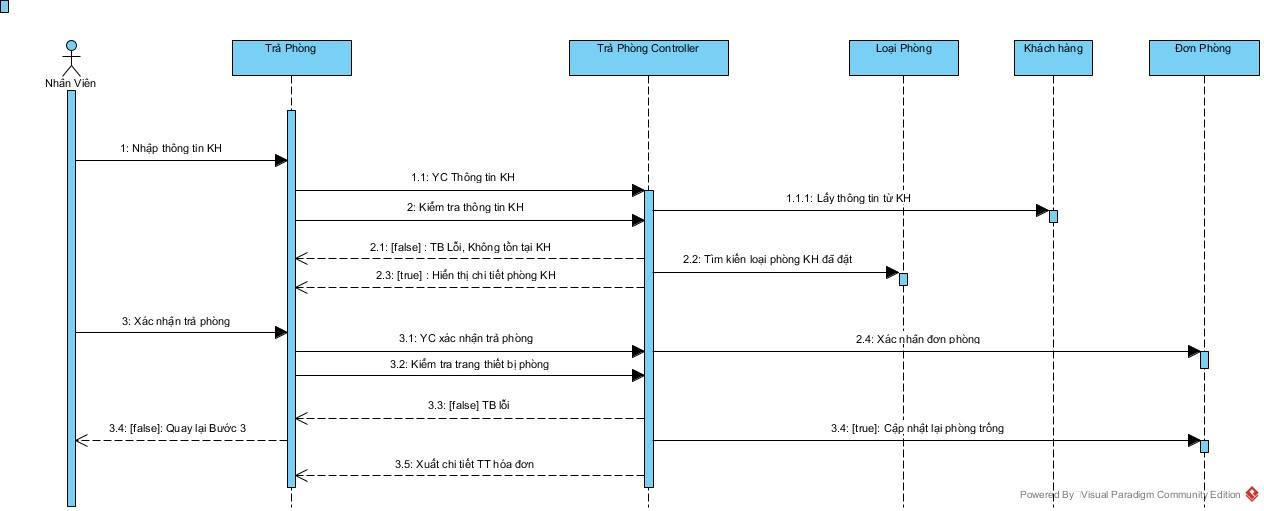 Trả Phòng
Trả Phòng Controller
Loại Phòng
Khách hàng
Đơn Phòng
Nhân Viên
1: Nhập thông tin KH
1.1: YC Thông tin KH
1.1.1: Lấy thông tin từ KH
2: Kiểm tra thông tin KH
2.1: [false] : TB Lỗi, Không tồn tại KH
2.2: Tìm kiến loại phòng KH đã đặt
2.3: [true] : Hiển thị chi tiết phòng KH
3: Xác nhận trả phòng
3.1: YC xác nhận trả phòng
2.4: Xác nhận đơn phòng
3.2: Kiểm tra trang thiết bị phòng
3.3: [false] TB lỗi
3.4: [false]: Quay lại Bước 3
3.4: [true]: Cập nhật lại phòng trống
3.5: Xuất chi tiết TT hóa đơn
Powered By Visual Paradigm Community Edition